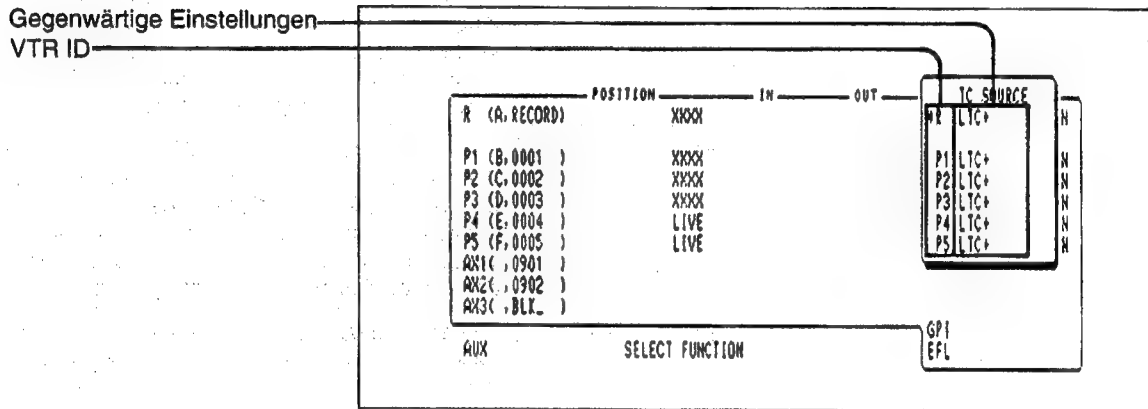 Gegenwärtige Einstellungen
VTR ID
POSITION IN OUT TC SOURCE
R (A,RECORD) XXXX *R LTC+ N
P1 (B,0001 ) XXXX P1 LTC+ N
P2 (C,0002 ) XXXX P2 LTC+ N
P3 (D,0003 ) XXXX P3 LTC+ N
P4 (E,0004 ) LIVE P4 LTC+ N
P5 (F,0005 ) LIVE P5 LTC+ N
AX1( ,0901 )
AX2( ,0902 )
AX3( ,BLK_ )
GPI
AUX SELECT FUNCTION EFL